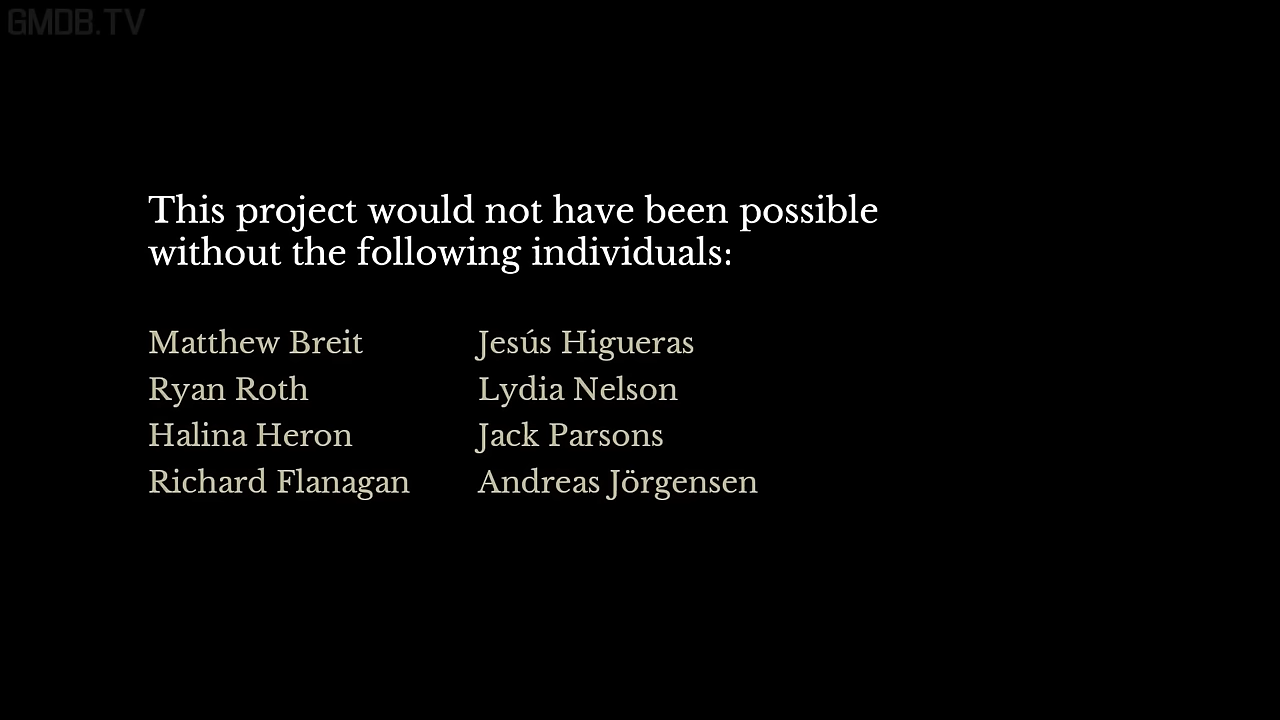 GMDB.TV
This project would not have been possible
without the following individuals:
Matthew Breit
Ryan Roth
Halina Heron
Richard Flanagan
Jesús Higueras
Lydia Nelson
Jack Parsons
Andreas Jörgensen